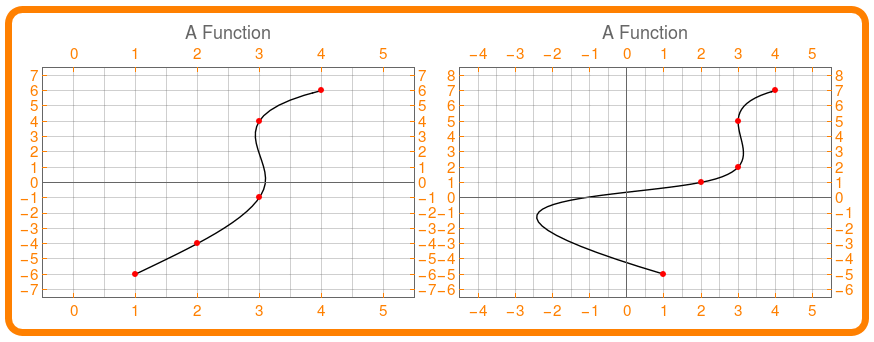 A Function A Function
0 1 2 3 4 5 −4 −3 −2 −1 0 1 2 3 4 5
7 7 8 8
6 6 7 7
5 5 6 6
4 4 5 5
3 3 4 4
2 2 3 3
1 1 2 2
0 0 1 1
−1 −1 0 0
−2 −2 −1 −1
−3 −3 −2 −2
−4 −4 −3 −3
−5 −5 −4 −4
−6 −6 −5 −5
−7 −7 −6 −6
0 1 2 3 4 5 −4 −3 −2 −1 0 1 2 3 4 5